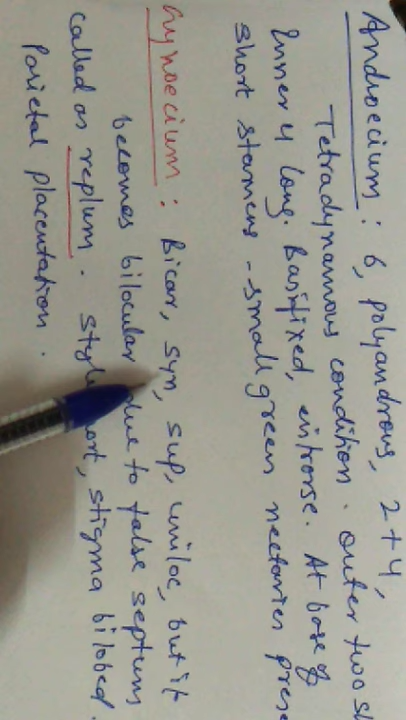 Androecium : 6, polyandrous, 2+4,
Tetradynamous condition. outer two s
Inner 4 long. Basifixed, introrse. At base of
short stamens - small green nectaries prese
Gynoecium : Bicar, syn, sup, uniloc, but it
becomes bilocular due to false septum
called as replum. Style ort, stigma bilobed.
Parietal placentation.